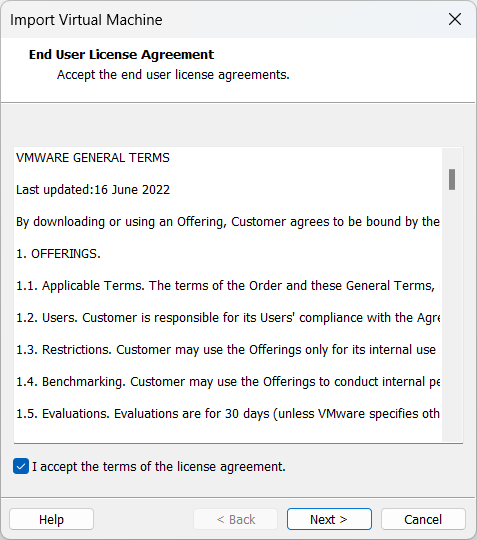 Import Virtual Machine
End User License Agreement
Accept the end user license agreements.
VMWARE GENERAL TERMS
Last updated:16 June 2022
By downloading or using an Offering, Customer agrees to be bound by the
1. OFFERINGS.
1.1. Applicable Terms. The terms of the Order and these General Terms,
1.2. Users. Customer is responsible for its Users' compliance with the Agre
1.3. Restrictions. Customer may use the Offerings only for its internal use
1.4. Benchmarking. Customer may use the Offerings to conduct internal pe
1.5. Evaluations. Evaluations are for 30 days (unless VMware specifies oth
I accept the terms of the license agreement.
Help
< Back
Next >
Cancel